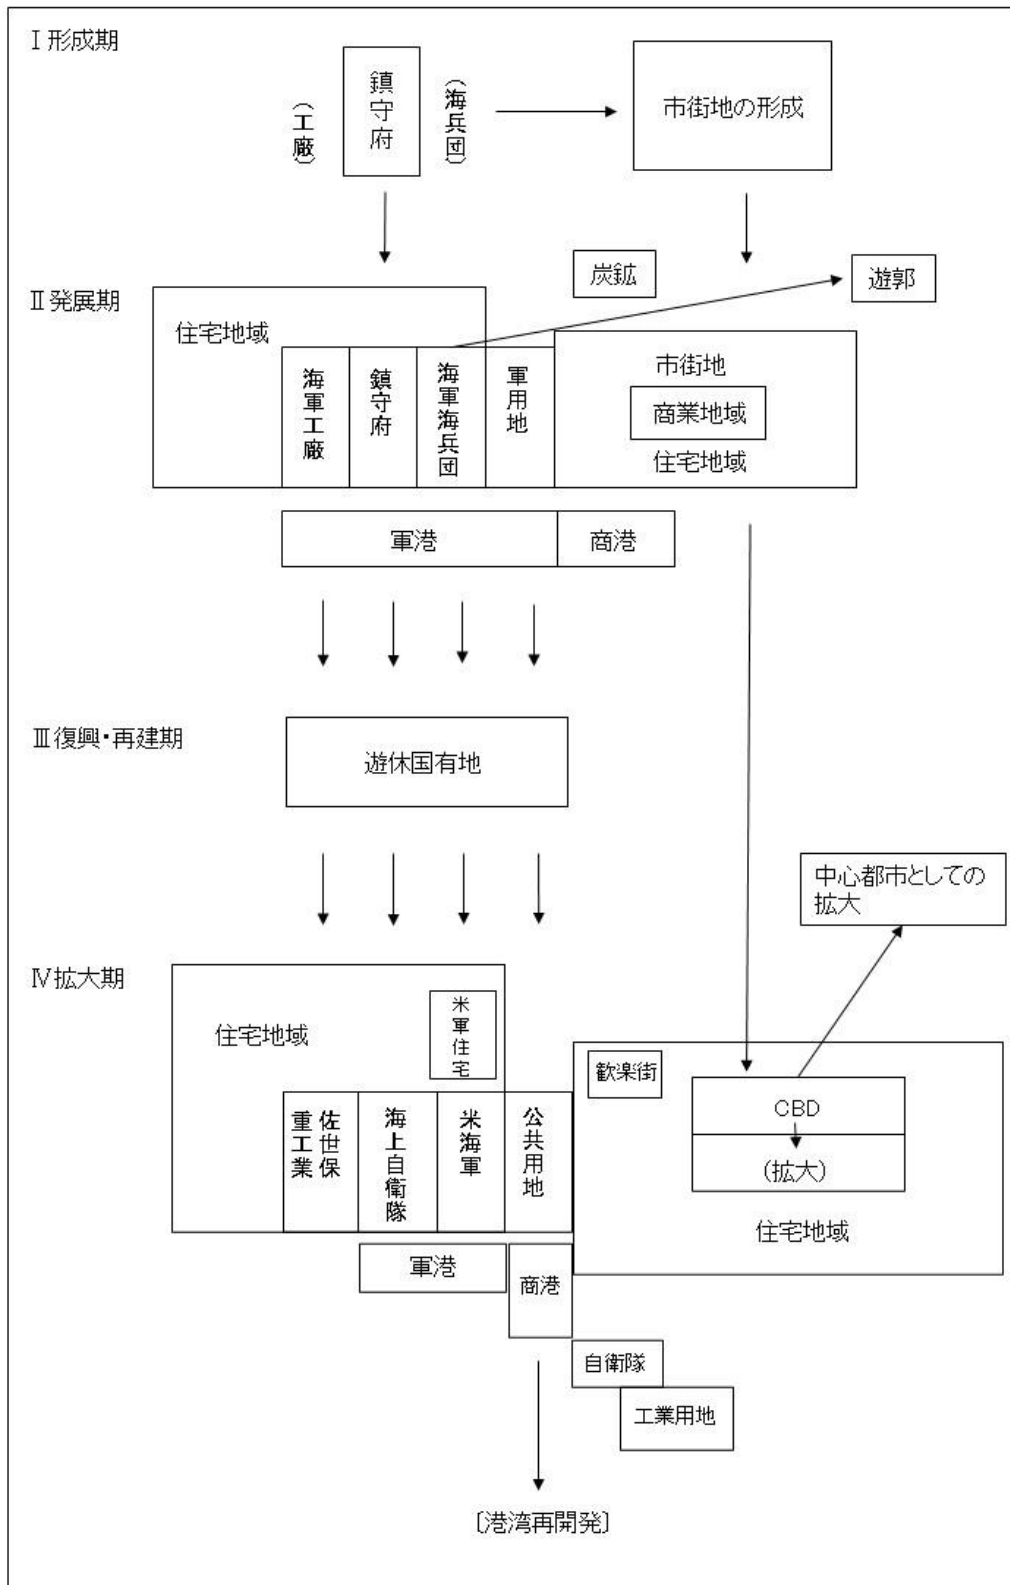 Ⅰ形成期
(工廠)
鎮守府
(海兵団)
市街地の形成
Ⅱ発展期
炭鉱
遊郭
住宅地域
海軍工廠
鎮守府
海軍海兵団
軍用地
市街地
商業地域
住宅地域
軍港
商港
Ⅲ復興・再建期
遊休国有地
中心都市としての
拡大
Ⅳ拡大期
住宅地域
米軍住宅
佐世保
重工業
海上自衛隊
米海軍
公共用地
歓楽街
CBD
(拡大)
住宅地域
軍港
商港
自衛隊
工業用地
〔港湾再開発〕